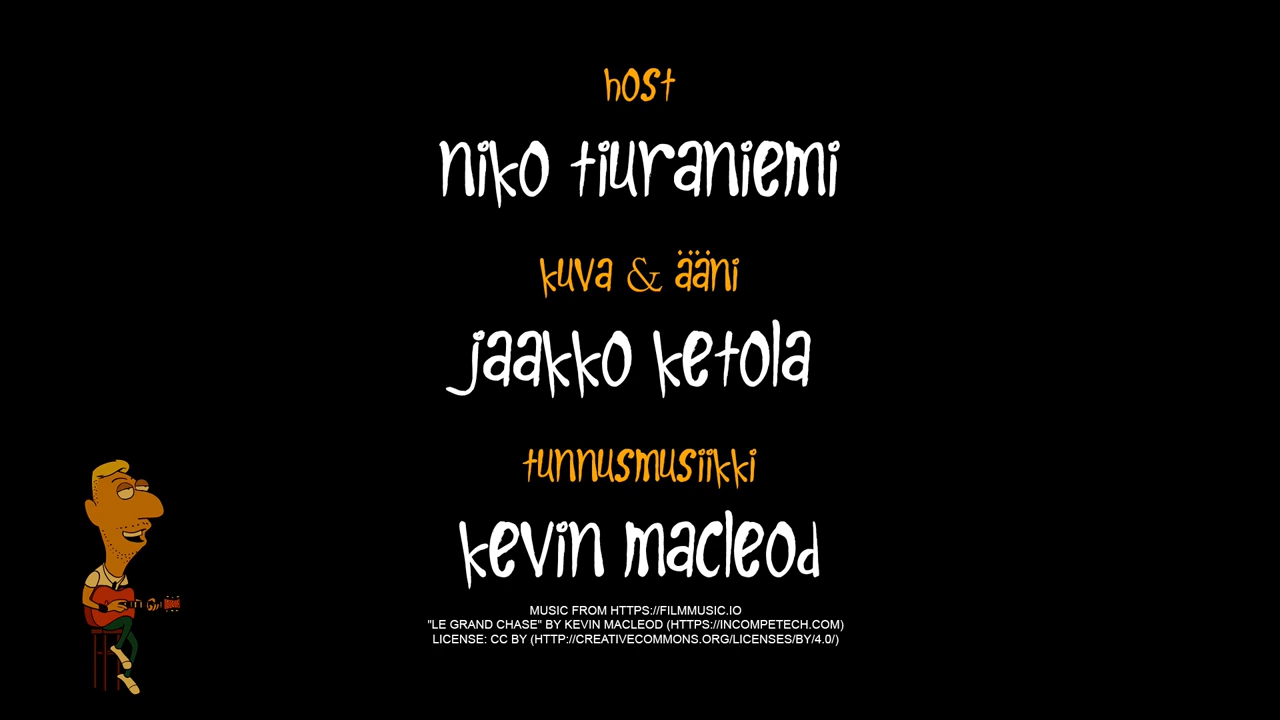 host
niko tiuraniemi
kuva & ääni
jaakko ketola
tunnusmusiikki
kevin macleod
MUSIC FROM HTTPS://FILMMUSIC.IO
"LE GRAND CHASE" BY KEVIN MACLEOD (HTTPS://INCOMPETECH.COM)
LICENSE: CC BY (HTTP://CREATIVECOMMONS.ORG/LICENSES/BY/4.0/)